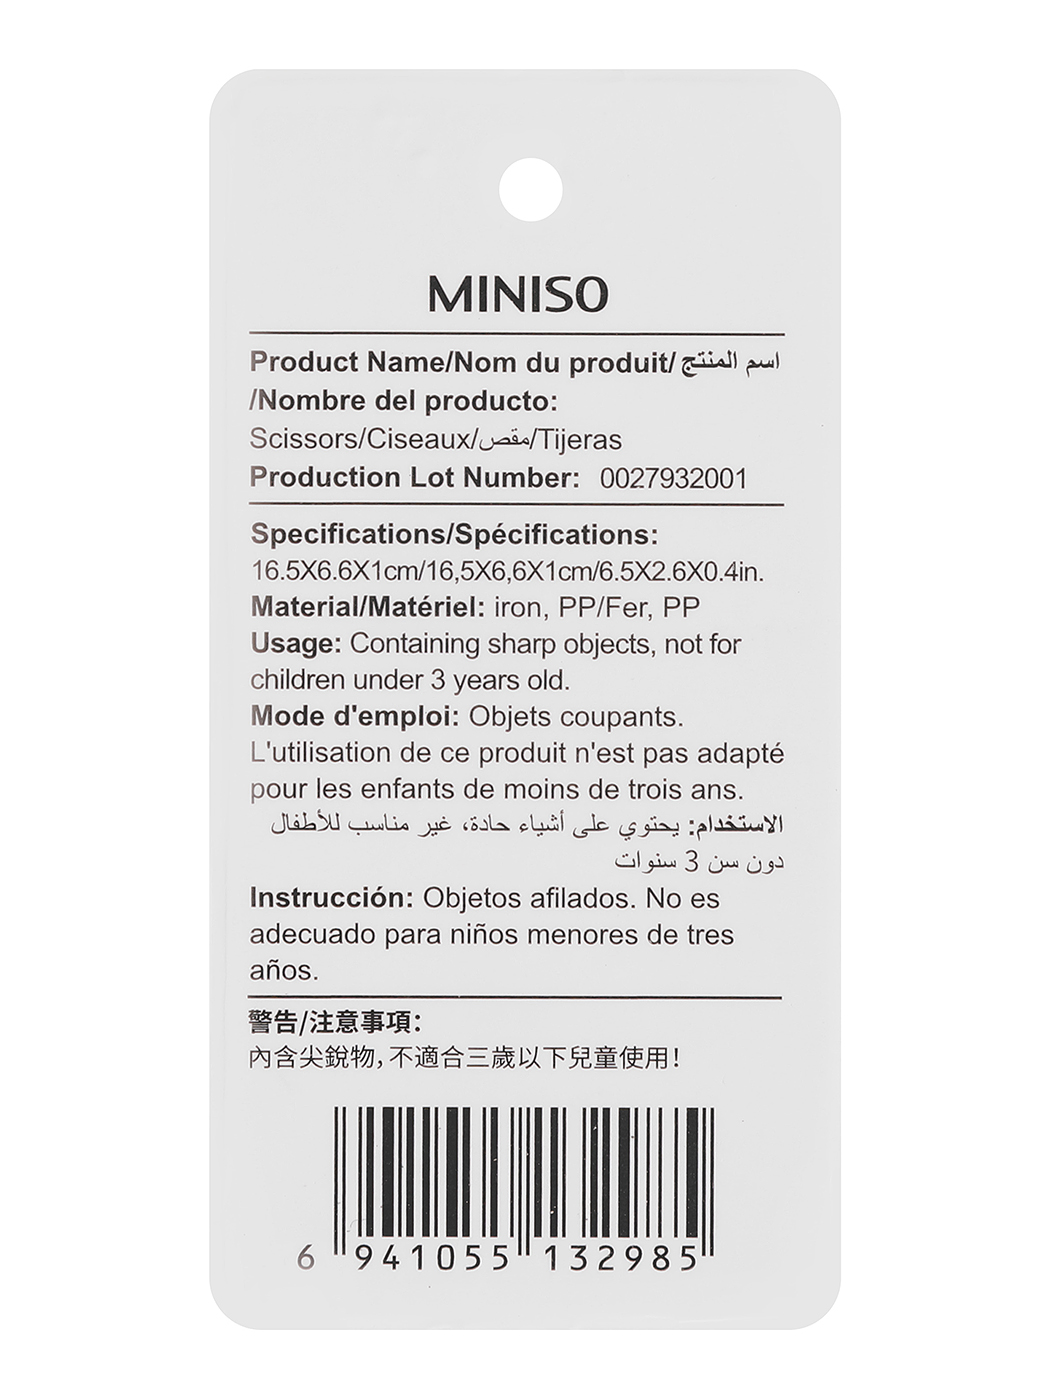 MINISO
Product Name/Nom du produit/اسم المنتج
/Nombre del producto:
Scissors/Ciseaux/مقص/Tijeras
Production Lot Number: 0027932001
Specifications/Spécifications:
16.5X6.6X1cm/16,5X6,6X1cm/6.5X2.6X0.4in.
Material/Matériel: iron, PP/Fer, PP
Usage: Containing sharp objects, not for
children under 3 years old.
Mode d'emploi: Objets coupants.
L'utilisation de ce produit n'est pas adapté
pour les enfants de moins de trois ans.
الاستخدام: يحتوي على أشياء حادة، غير مناسب للأطفال
دون سن 3 سنوات
Instrucción: Objetos afilados. No es
adecuado para niños menores de tres
años.
警告/注意事項：
內含尖銳物，不適合三歲以下兒童使用！
6 941055 132985